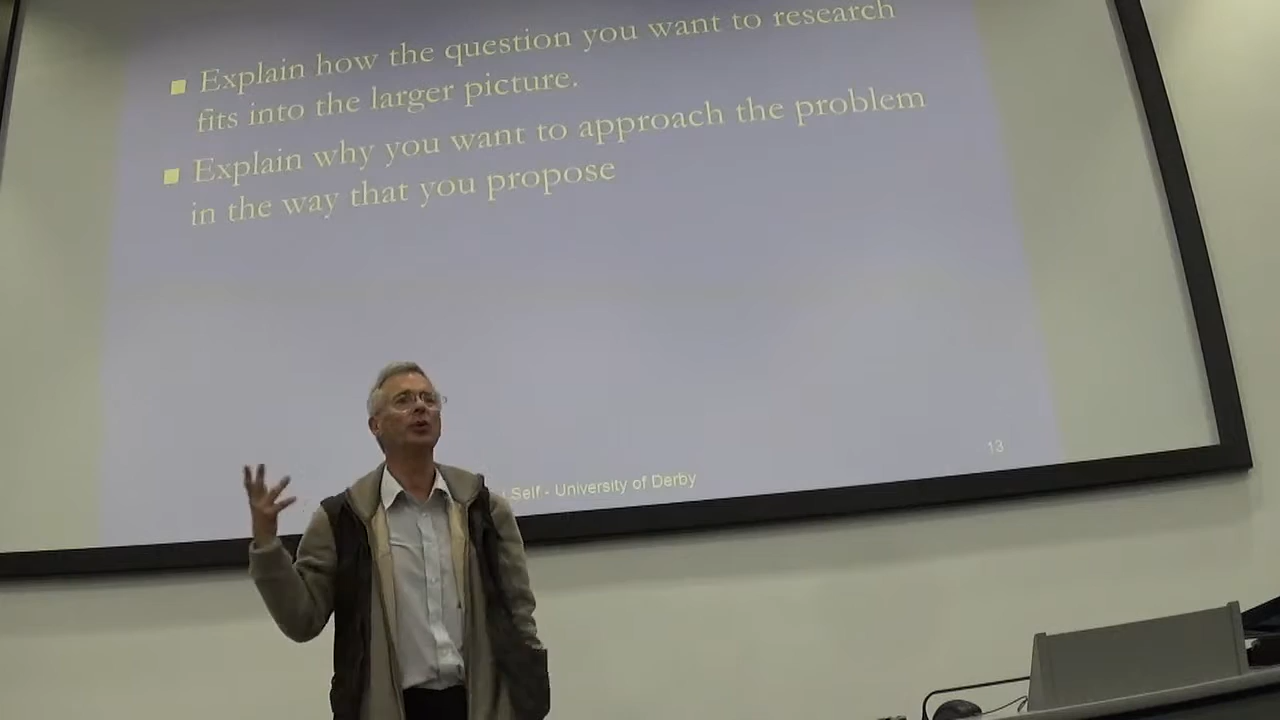 Explain how the question you want to research
fits into the larger picture.
Explain why you want to approach the problem
in the way that you propose
Self - University of Derby
13